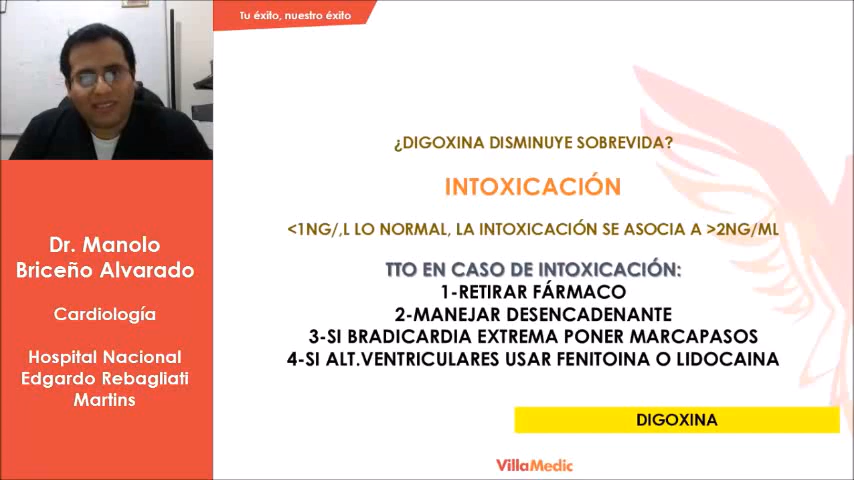 Tu éxito, nuestro éxito
¿DIGOXINA DISMINUYE SOBREVIDA?
INTOXICACIÓN
<1NG/,L LO NORMAL, LA INTOXICACIÓN SE ASOCIA A >2NG/ML
TTO EN CASO DE INTOXICACIÓN:
1-RETIRAR FÁRMACO
2-MANEJAR DESENCADENANTE
3-SI BRADICARDIA EXTREMA PONER MARCAPASOS
4-SI ALT.VENTRICULARES USAR FENITOINA O LIDOCAINA
DIGOXINA
VillaMedic
Dr. Manolo
Briceño Alvarado
Cardiología
Hospital Nacional
Edgardo Rebagliati
Martins